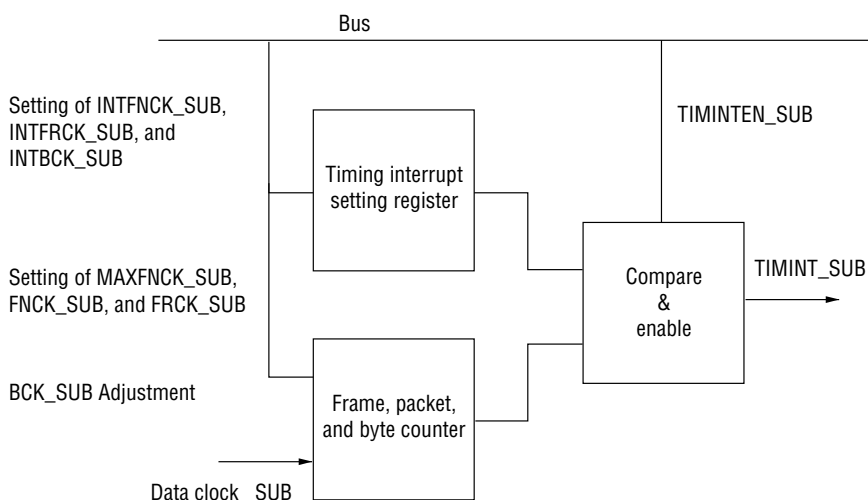 Bus
Setting of INTFNCK_SUB,
INTFRCK_SUB, and
INTBCK_SUB
TIMINTEN_SUB
Timing interrupt
setting register
Setting of MAXFNCK_SUB,
FNCK_SUB, and FRCK_SUB
Compare
&
enable
TIMINT_SUB
BCK_SUB Adjustment
Frame, packet,
and byte counter
Data clock _SUB